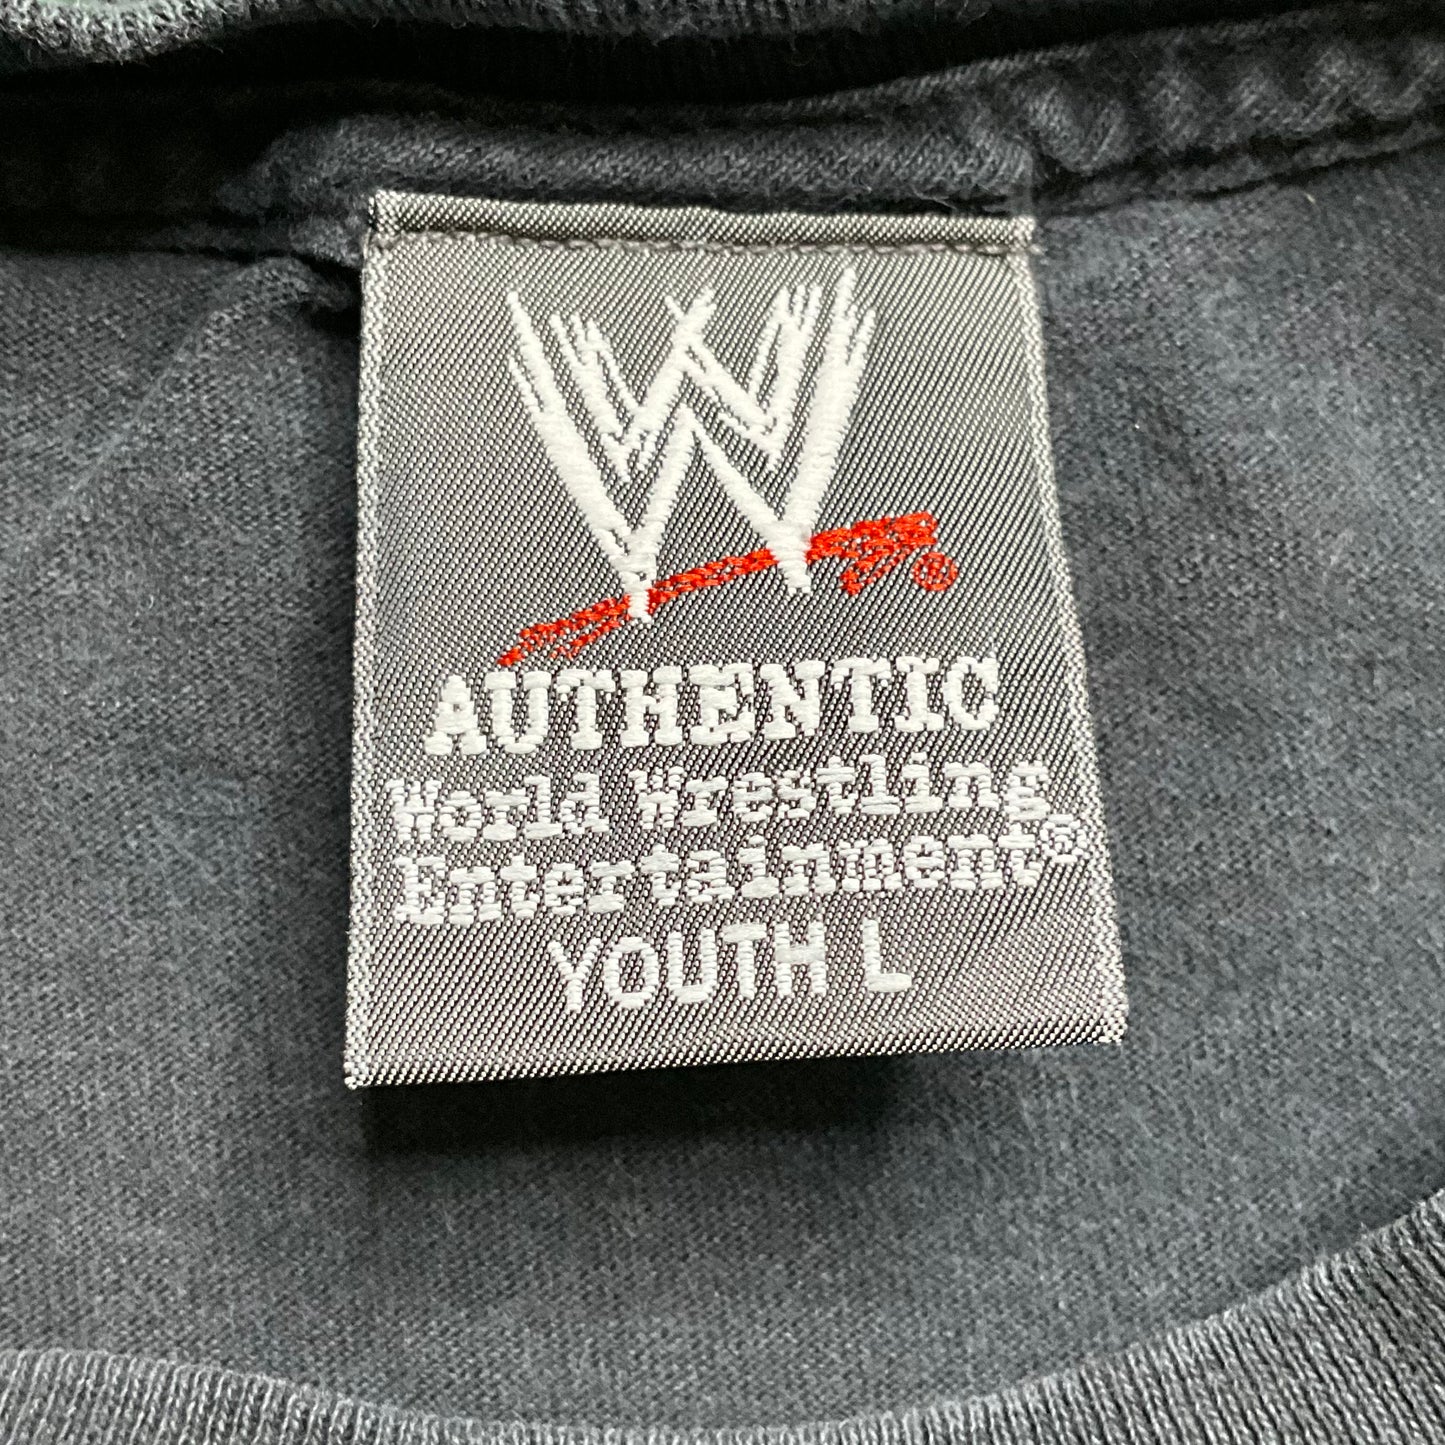 W
®
AUTHENTIC
World Wrestling
Entertainment®
YOUTH L